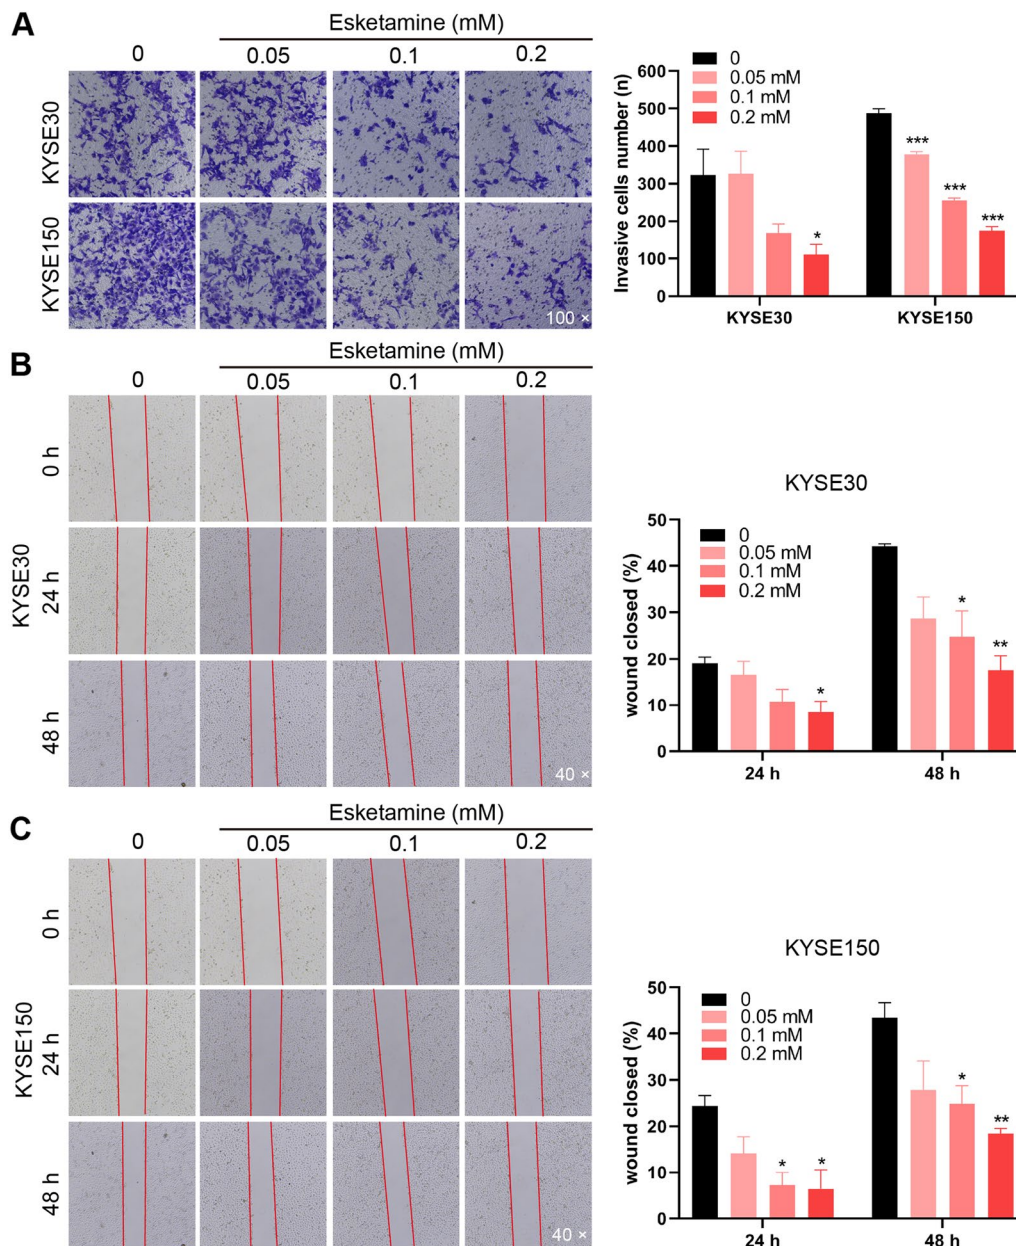 A
Esketamine (mM)
0 0.05 0.1 0.2
KYSE30
KYSE150
100 ×
Invasive cells number (n)
600
500
400
300
200
100
0
0
0.05 mM
0.1 mM
0.2 mM
*
***
***
***
KYSE30 KYSE150
B
Esketamine (mM)
0 0.05 0.1 0.2
KYSE30
0 h
24 h
48 h
40 ×
KYSE30
wound closed (%)
50
40
30
20
10
0
0
0.05 mM
0.1 mM
0.2 mM
*
*
**
24 h 48 h
C
Esketamine (mM)
0 0.05 0.1 0.2
KYSE150
0 h
24 h
48 h
40 ×
KYSE150
wound closed (%)
50
40
30
20
10
0
0
0.05 mM
0.1 mM
0.2 mM
*
*
*
**
24 h 48 h